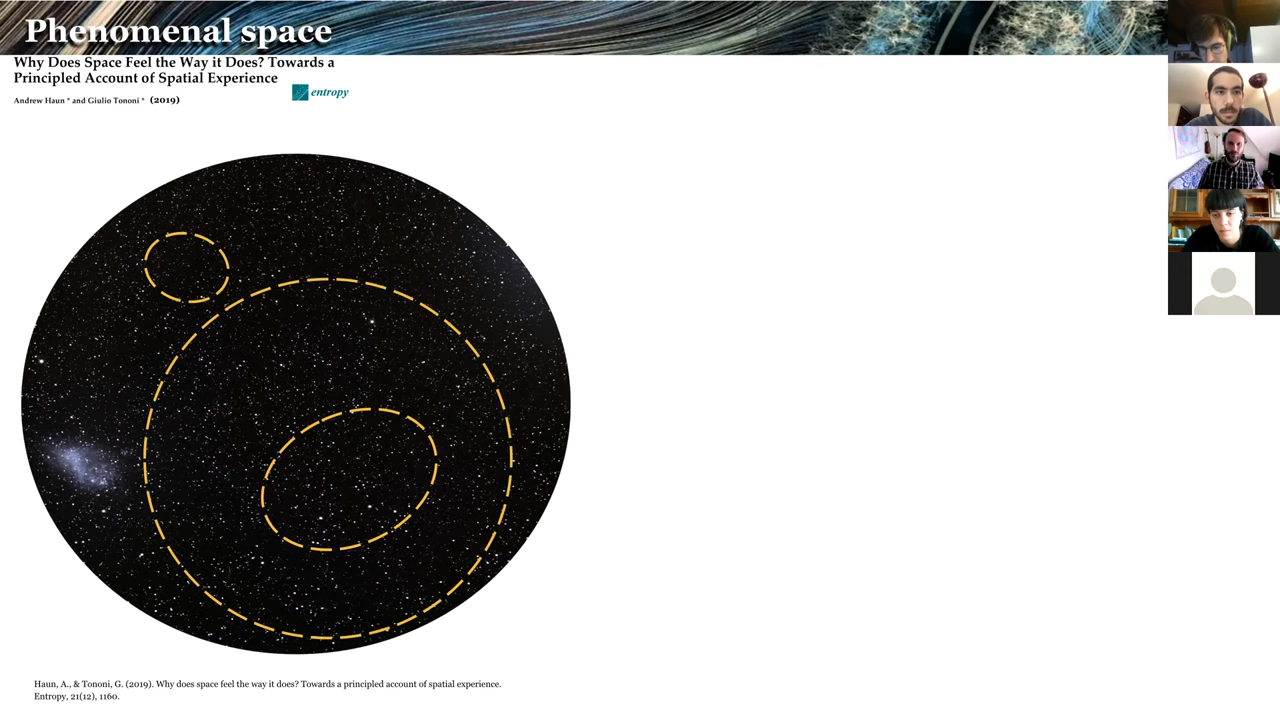 Phenomenal space
Why Does Space Feel the Way it Does? Towards a
Principled Account of Spatial Experience
Andrew Haun * and Giulio Tononi * (2019)
entropy
Haun, A., & Tononi, G. (2019). Why does space feel the way it does? Towards a principled account of spatial experience.
Entropy, 21(12), 1160.